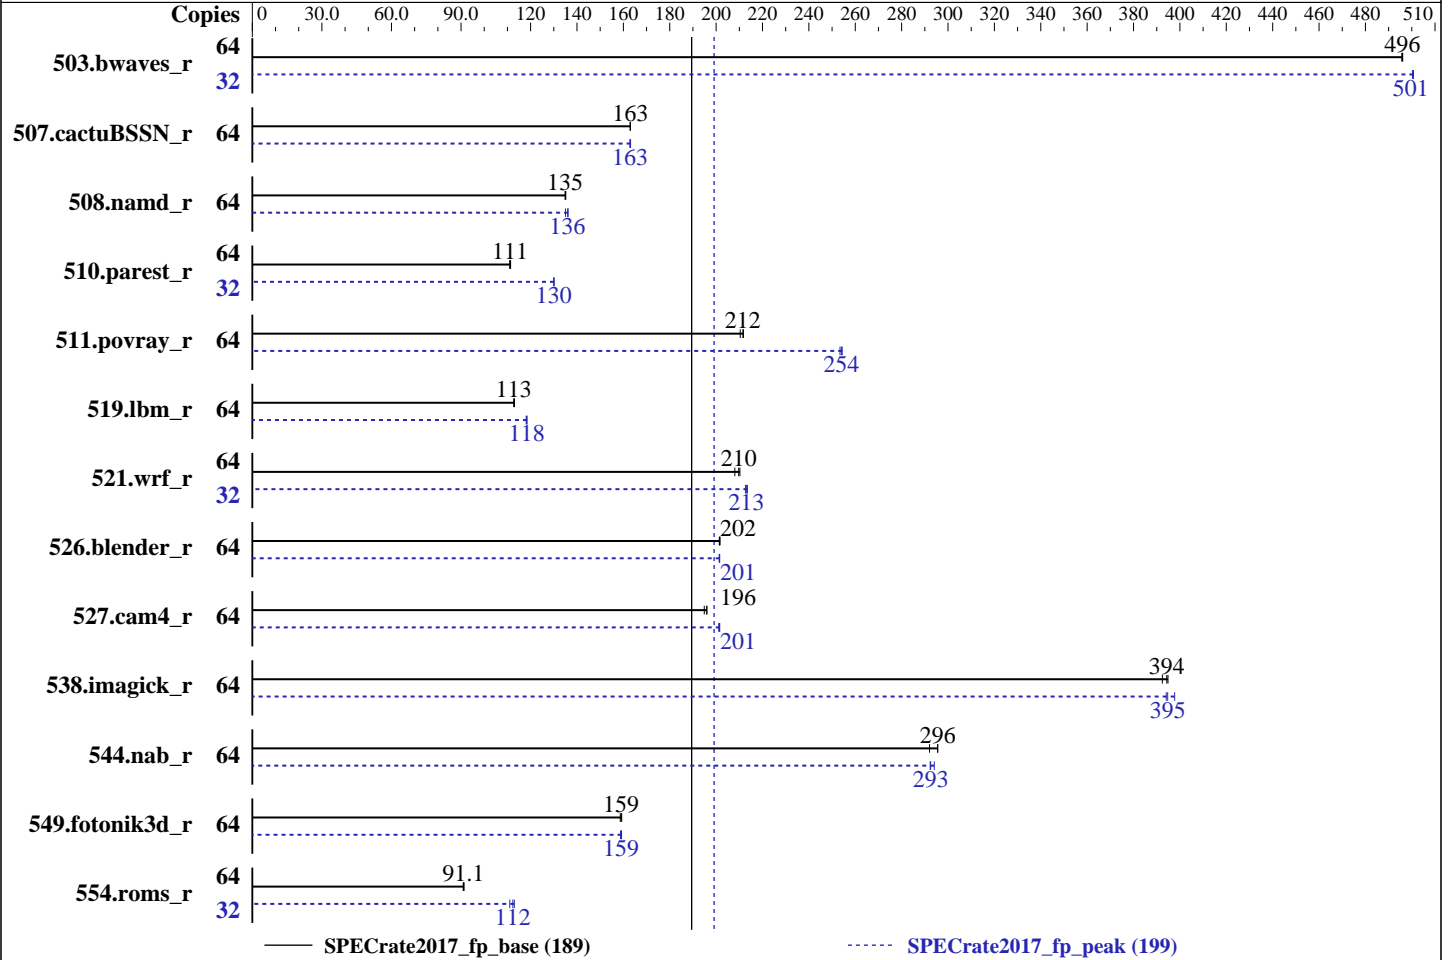 Copies 0 30.0 60.0 90.0 120 140 160 180 200 220 240 260 280 300 320 340 360 380 400 420 440 460 480 510
503.bwaves_r 64 496
32 501
507.cactuBSSN_r 64 163
163
508.namd_r 64 135
136
510.parest_r 64 111
32 130
511.povray_r 64 212
254
519.lbm_r 64 113
118
521.wrf_r 64 210
32 213
526.blender_r 64 202
201
527.cam4_r 64 196
201
538.imagick_r 64 394
395
544.nab_r 64 296
293
549.fotonik3d_r 64 159
159
554.roms_r 64 91.1
32 112
SPECrate2017_fp_base (189) SPECrate2017_fp_peak (199)